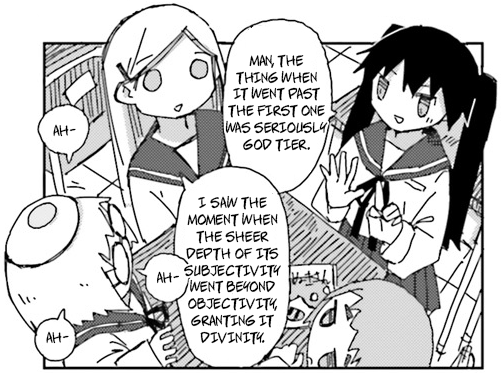 MAN, THE
THING WHEN
IT WENT PAST
THE FIRST ONE
WAS SERIOUSLY
GOD TIER.
AH-
I SAW THE
MOMENT WHEN
THE SHEER
DEPTH OF ITS
SUBJECTIVITY
WENT BEYOND
OBJECTIVITY,
GRANTING IT
DIVINITY.
AH-
AH-